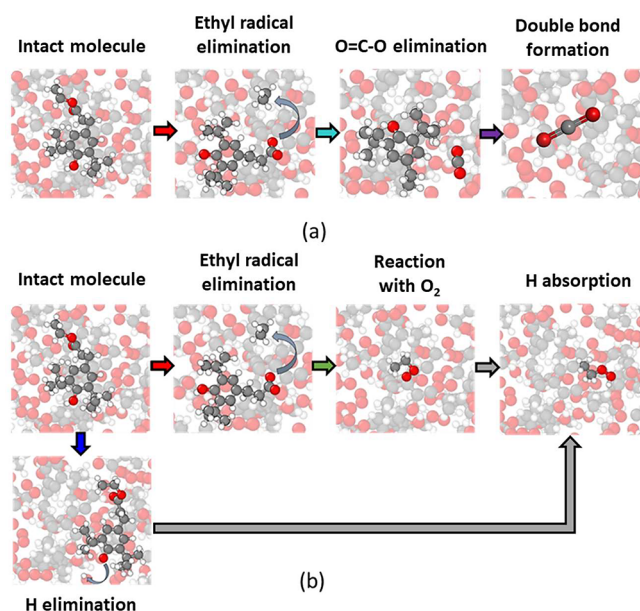 Intact molecule
Ethyl radical
elimination
O=C-O elimination
Double bond
formation
(a)
Intact molecule
Ethyl radical
elimination
Reaction
with O₂
H absorption
H elimination
(b)